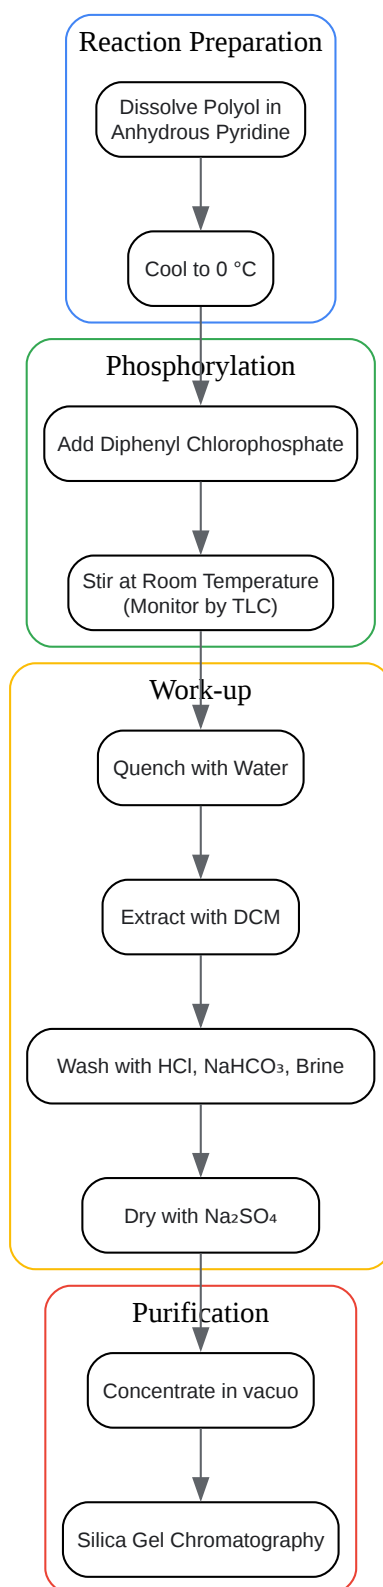 Reaction Preparation
Dissolve Polyol in
Anhydrous Pyridine
Cool to 0 °C
Phosphorylation
Add Diphenyl Chlorophosphate
Stir at Room Temperature
(Monitor by TLC)
Work-up
Quench with Water
Extract with DCM
Wash with HCl, NaHCO₃, Brine
Dry with Na₂SO₄
Purification
Concentrate in vacuo
Silica Gel Chromatography